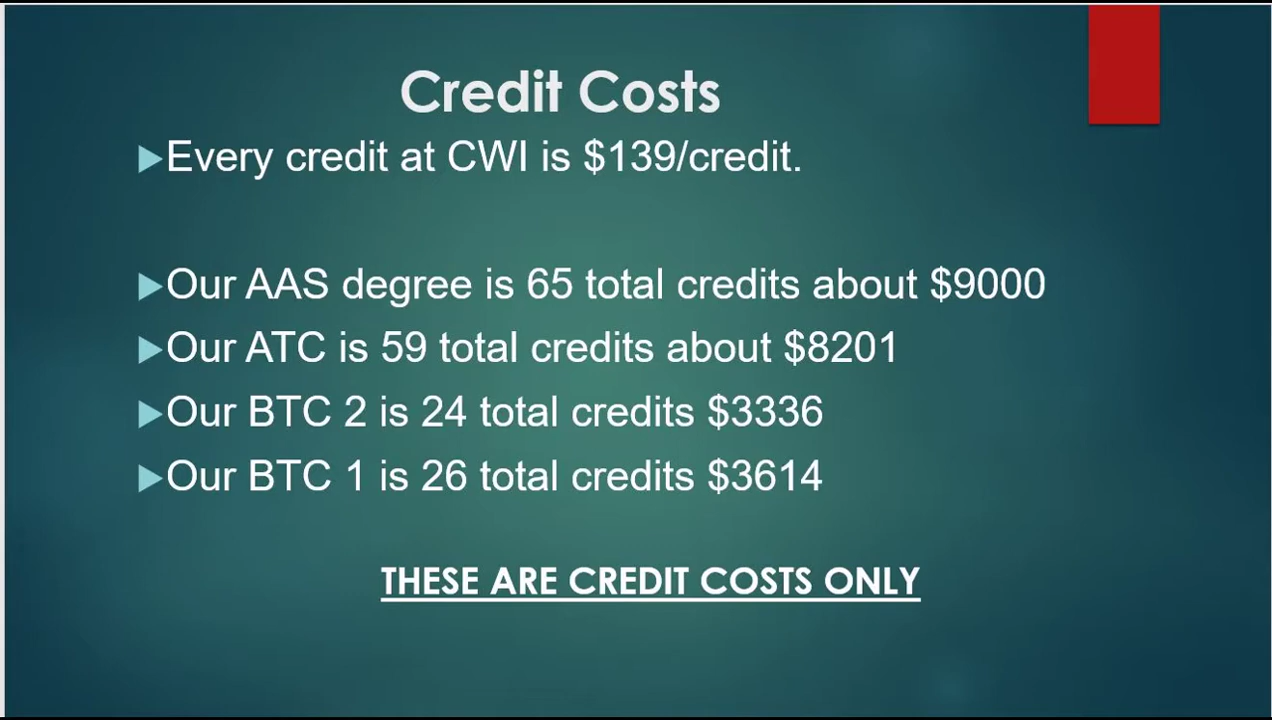 Credit Costs
Every credit at CWI is $139/credit.
Our AAS degree is 65 total credits about $9000
Our ATC is 59 total credits about $8201
Our BTC 2 is 24 total credits $3336
Our BTC 1 is 26 total credits $3614
THESE ARE CREDIT COSTS ONLY